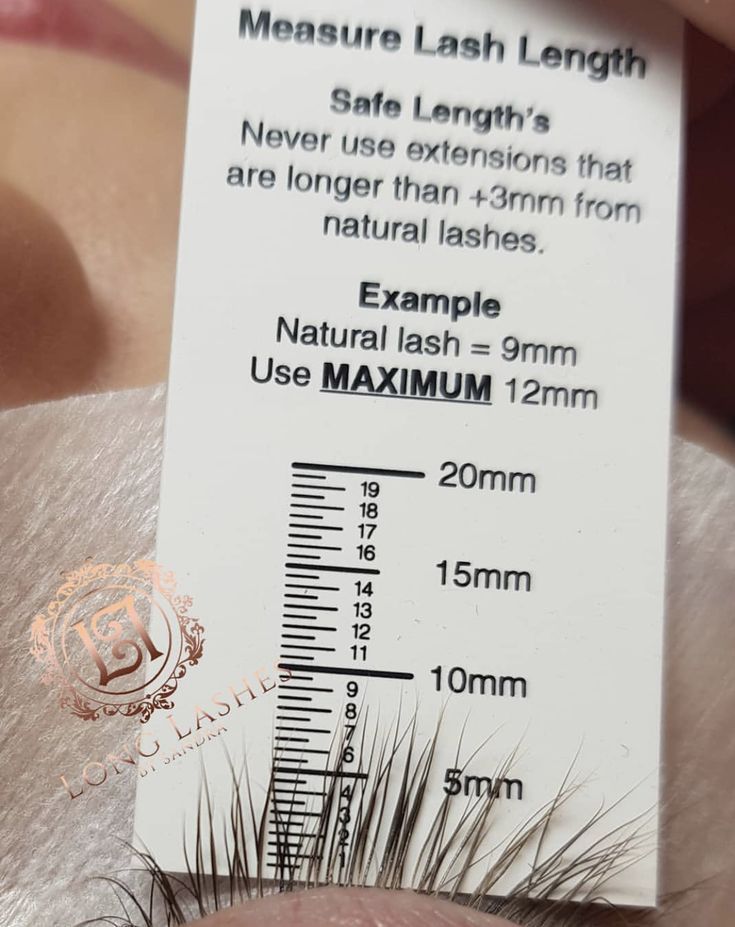 Measure Lash Length
Safe Length's
Never use extensions that
are longer than +3mm from
natural lashes.
Example
Natural lash = 9mm
Use MAXIMUM 12mm
20mm
19
18
17
16
15mm
14
13
12
11
10mm
9
8
7
6
5mm
4
3
2
1
LONG LASHES
BY SANDRA